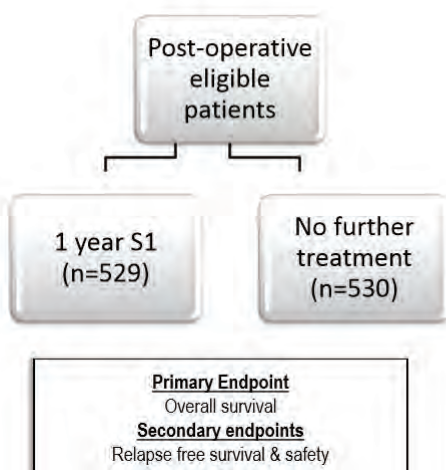 Post-operative
eligible
patients
1 year S1
(n=529)
No further
treatment
(n=530)
Primary Endpoint
Overall survival
Secondary endpoints
Relapse free survival & safety